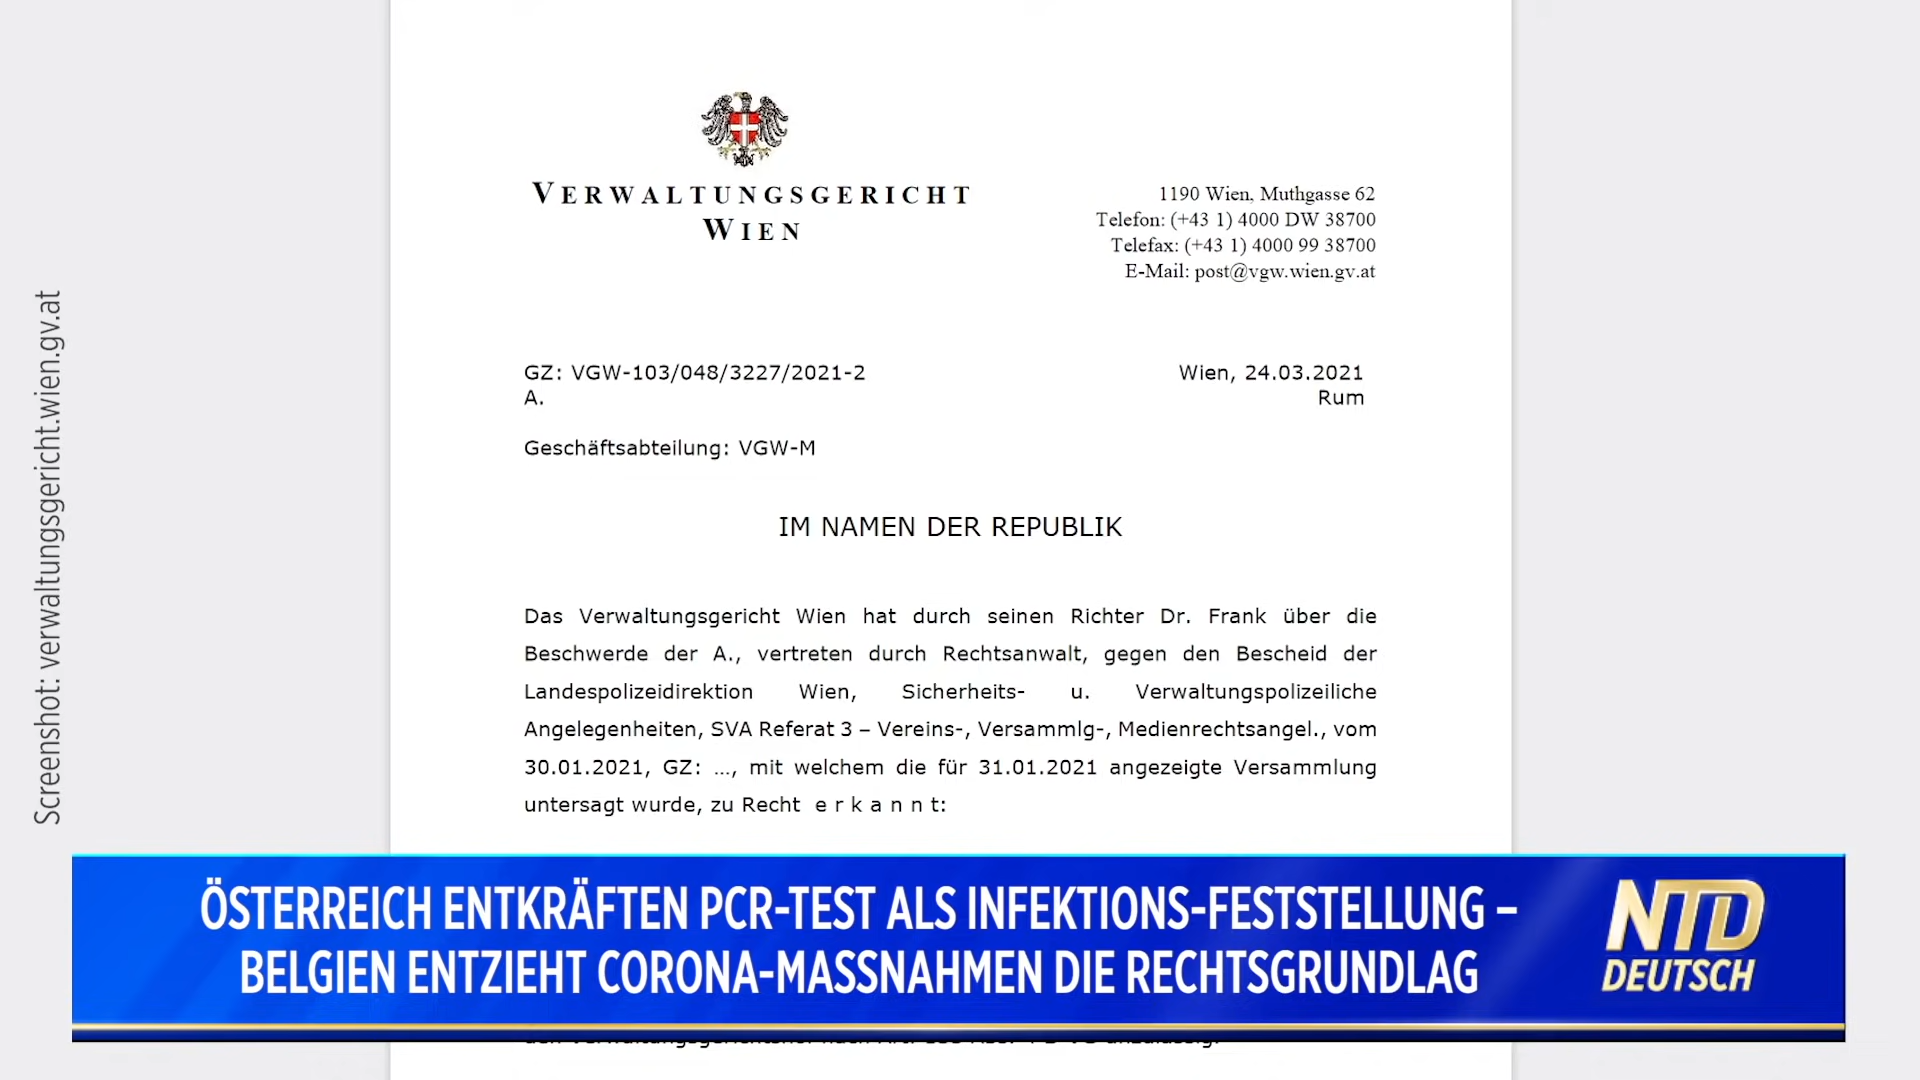 VERWALTUNGSGERICHT
WIEN
1190 Wien, Muthgasse 62
Telefon: (+43 1) 4000 DW 38700
Telefax: (+43 1) 4000 99 38700
E-Mail: post@vgw.wien.gv.at
GZ: VGW-103/048/3227/2021-2
Wien, 24.03.2021
A.
Rum
Geschäftsabteilung: VGW-M
IM NAMEN DER REPUBLIK
Das Verwaltungsgericht Wien hat durch seinen Richter Dr. Frank über die
Beschwerde der A., vertreten durch Rechtsanwalt, gegen den Bescheid der
Landespolizeidirektion Wien, Sicherheits- u. Verwaltungspolizeiliche
Angelegenheiten, SVA Referat 3 – Vereins-, Versammlg-, Medienrechtsangel., vom
30.01.2021, GZ: ..., mit welchem die für 31.01.2021 angezeigte Versammlung
untersagt wurde, zu Recht e r k a n n t:
Screenshot: verwaltungsgericht.wien.gv.at
ÖSTERREICH ENTKRÄFTEN PCR-TEST ALS INFEKTIONS-FESTSTELLUNG –
BELGIEN ENTZIEHT CORONA-MASSNAHMEN DIE RECHTSGRUNDLAG
NTD
DEUTSCH